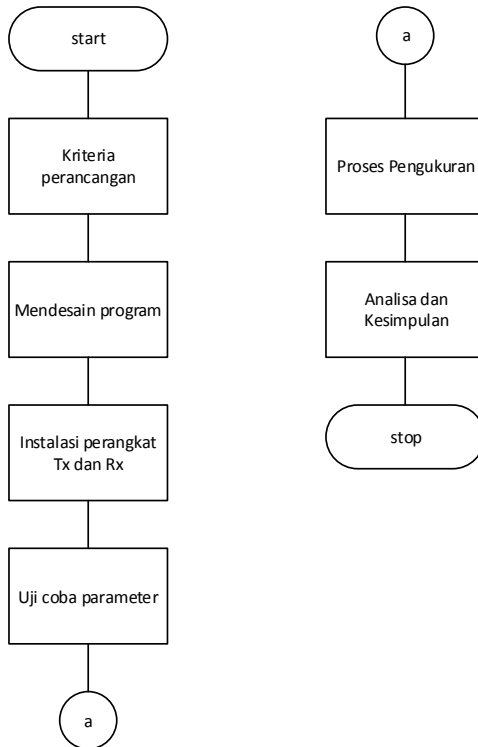 start
Kriteria
perancangan
Mendesain program
Instalasi perangkat
Tx dan Rx
Uji coba parameter
a
a
Proses Pengukuran
Analisa dan
Kesimpulan
stop